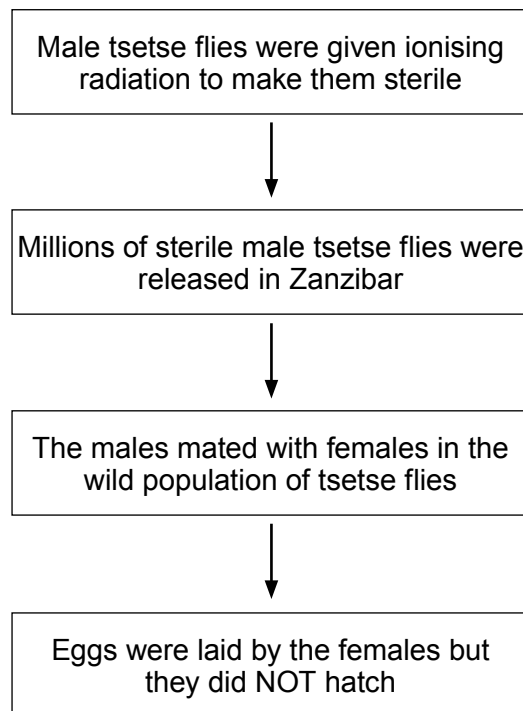 Male tsetse flies were given ionising
radiation to make them sterile
Millions of sterile male tsetse flies were
released in Zanzibar
The males mated with females in the
wild population of tsetse flies
Eggs were laid by the females but
they did NOT hatch